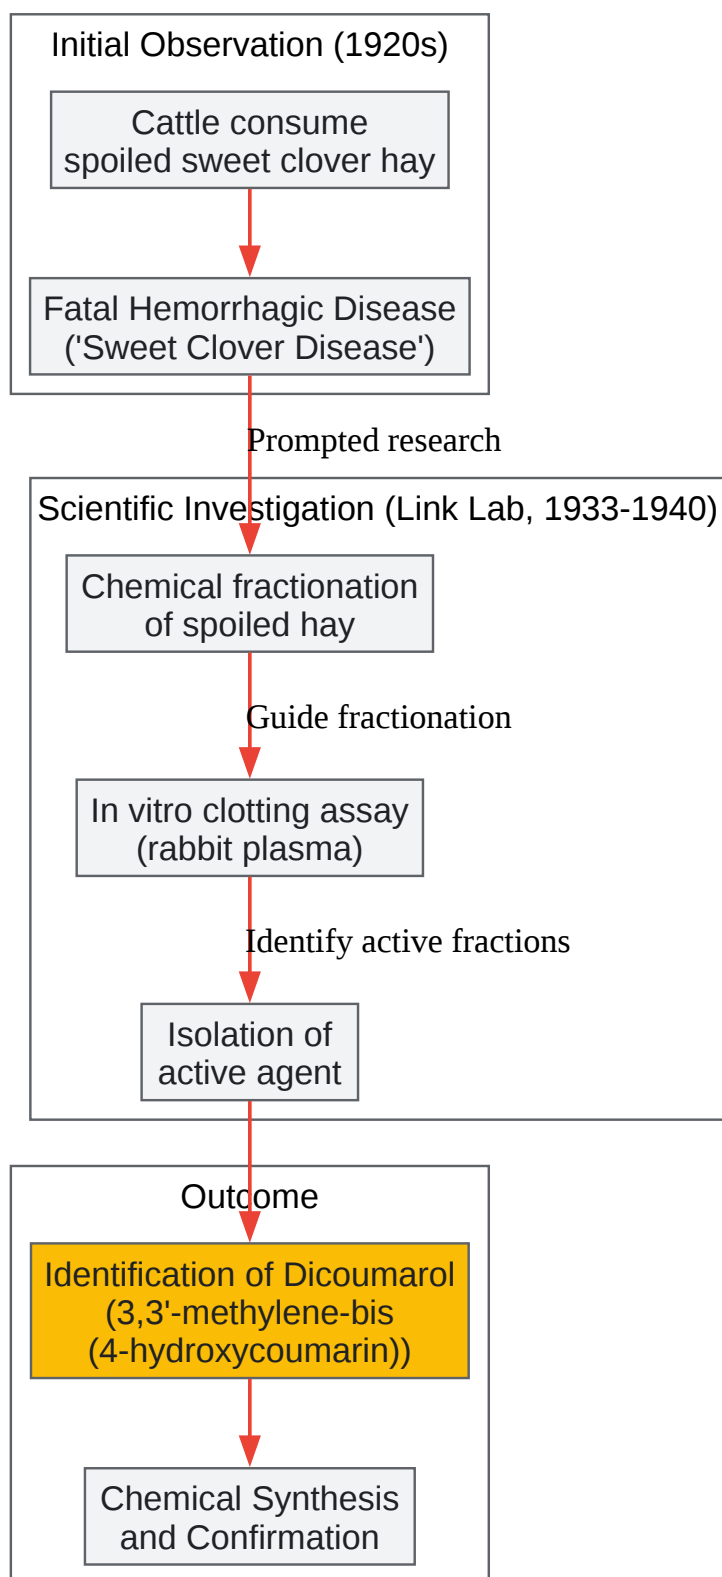 Initial Observation (1920s)
Cattle consume
spoiled sweet clover hay
Fatal Hemorrhagic Disease
('Sweet Clover Disease')
Prompted research
Scientific Investigation (Link Lab, 1933-1940)
Chemical fractionation
of spoiled hay
Guide fractionation
In vitro clotting assay
(rabbit plasma)
Identify active fractions
Isolation of
active agent
Outcome
Identification of Dicoumarol
(3,3'-methylene-bis
(4-hydroxycoumarin))
Chemical Synthesis
and Confirmation